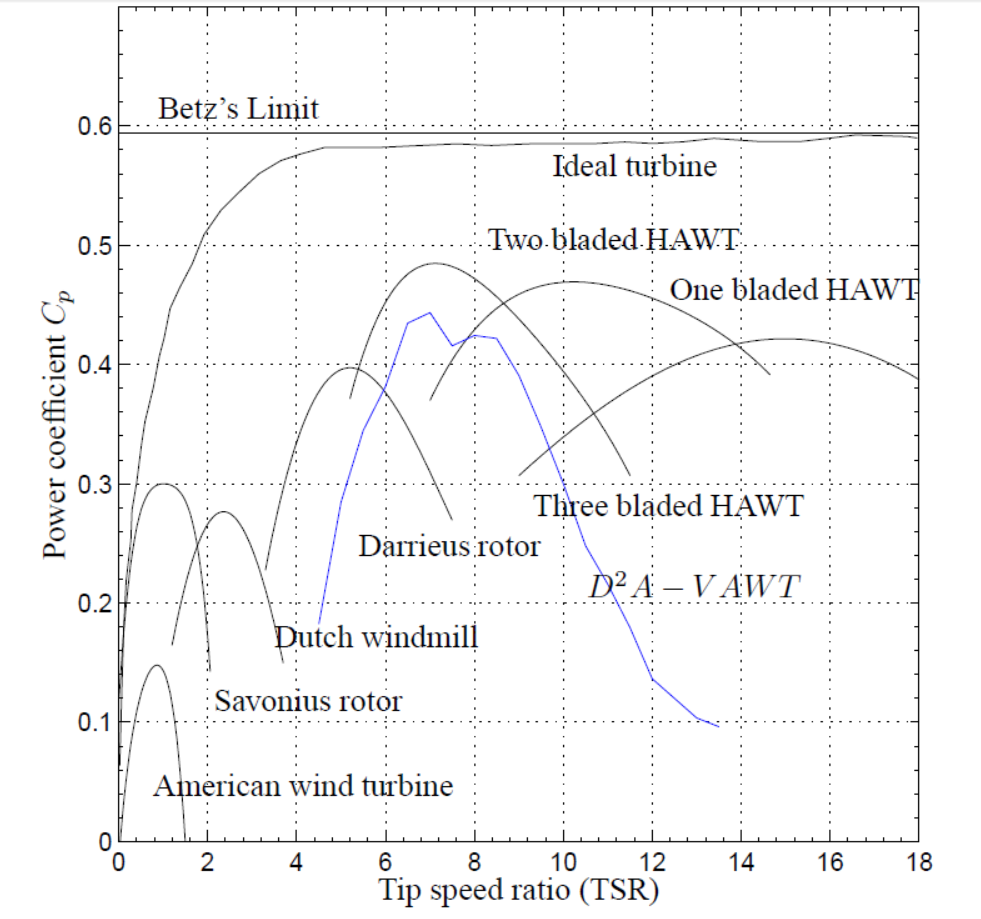 Betz's Limit
0.6
Ideal turbine
Two bladed HAWT
0.5
One bladed HAWT
0.4
0.3
Three bladed HAWT
Darrieus rotor
D²A – VAWT
0.2
Dutch windmill
Savonius rotor
0.1
American wind turbine
0
0 2 4 6 8 10 12 14 16 18
Tip speed ratio (TSR)
Power coefficient Cp